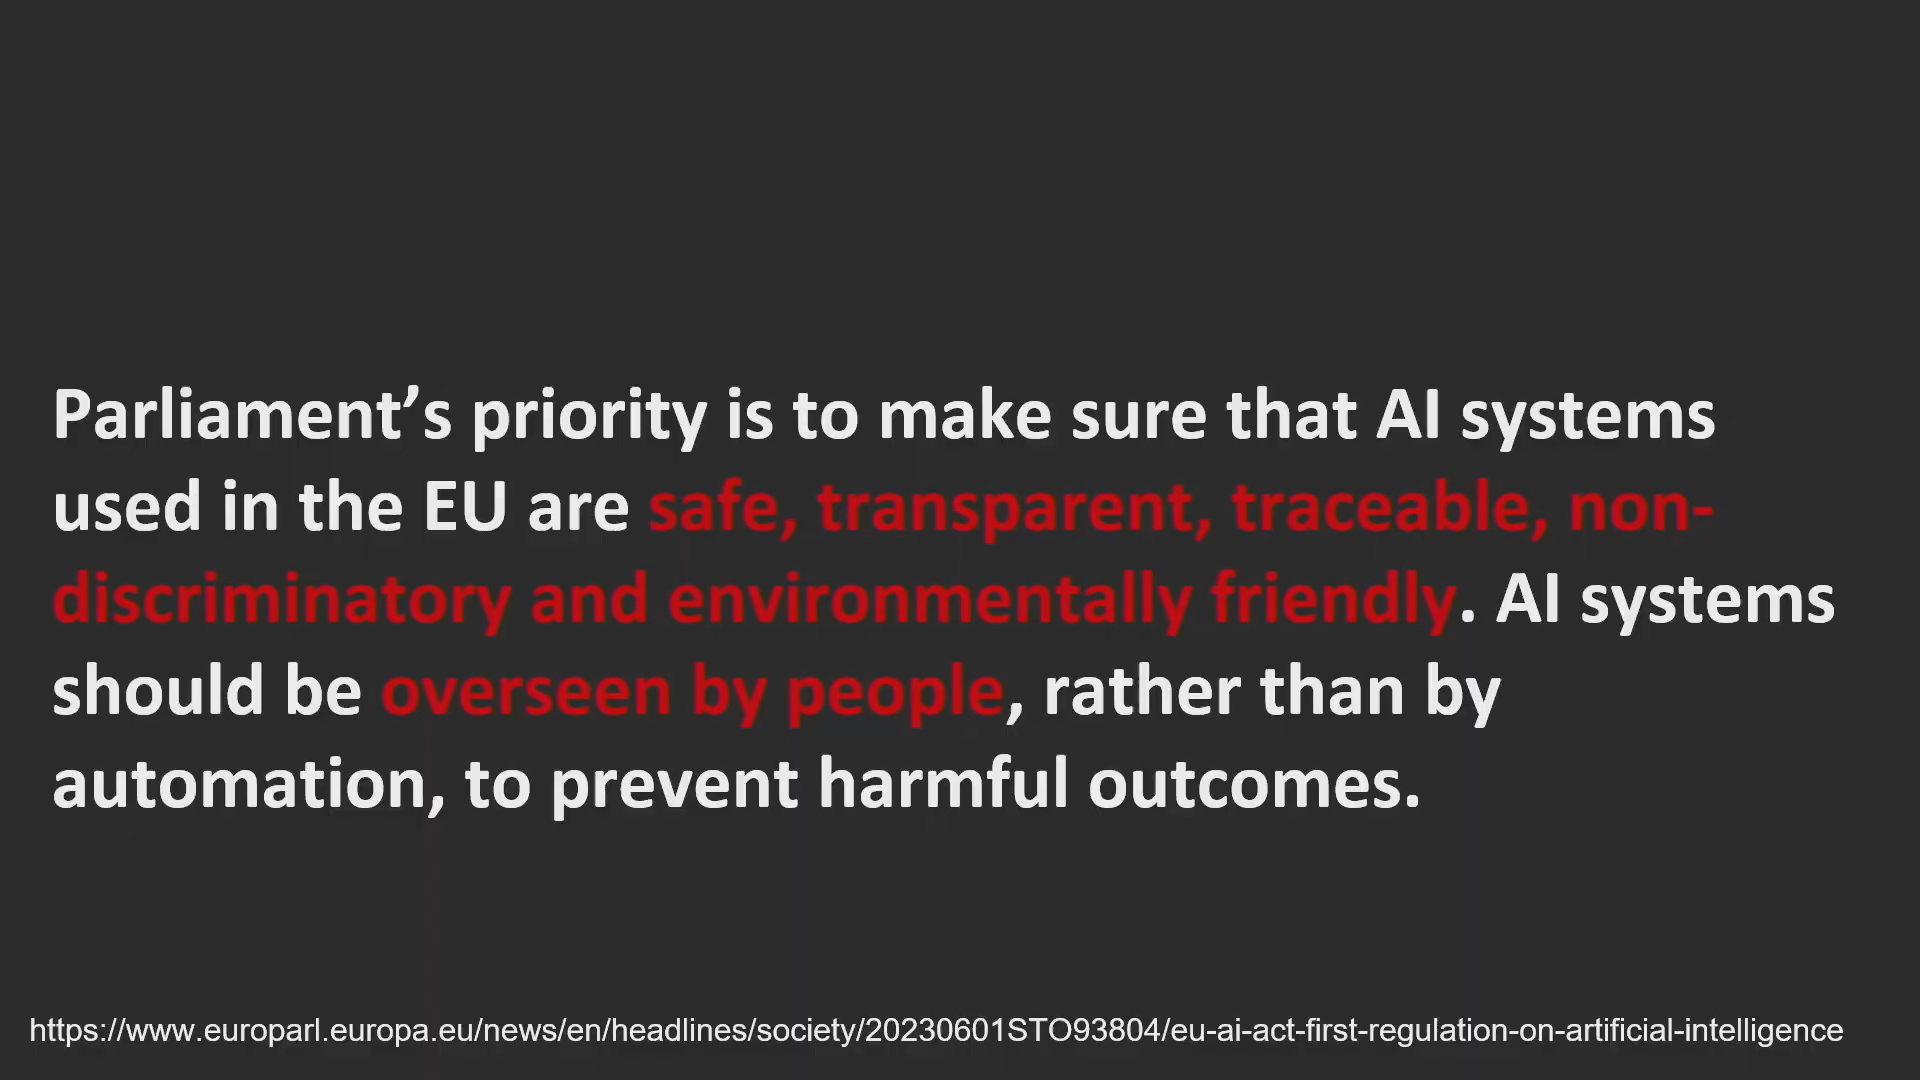 Parliament’s priority is to make sure that AI systems
used in the EU are safe, transparent, traceable, non-
discriminatory and environmentally friendly. AI systems
should be overseen by people, rather than by
automation, to prevent harmful outcomes.
https://www.europarl.europa.eu/news/en/headlines/society/20230601STO93804/eu-ai-act-first-regulation-on-artificial-intelligence